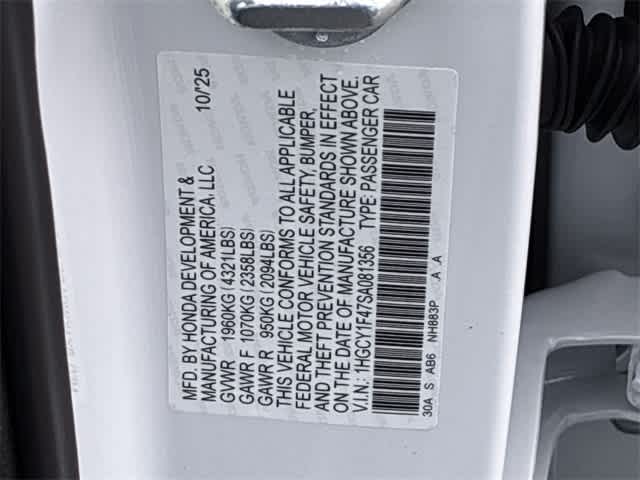 MFD. BY HONDA DEVELOPMENT & 10/'25
MANUFACTURING OF AMERICA, LLC.
GVWR 1960KG (4321LBS)
GAWR F 1070KG (2358LBS)
GAWR R 950KG (2094LBS)
THIS VEHICLE CONFORMS TO ALL APPLICABLE
FEDERAL MOTOR VEHICLE SAFETY, BUMPER,
AND THEFT PREVENTION STANDARDS IN EFFECT
ON THE DATE OF MANUFACTURE SHOWN ABOVE.
V.I.N.: 1HGCY1F47SA081356 TYPE: PASSENGER CAR
30A S AB6 NH883P A A